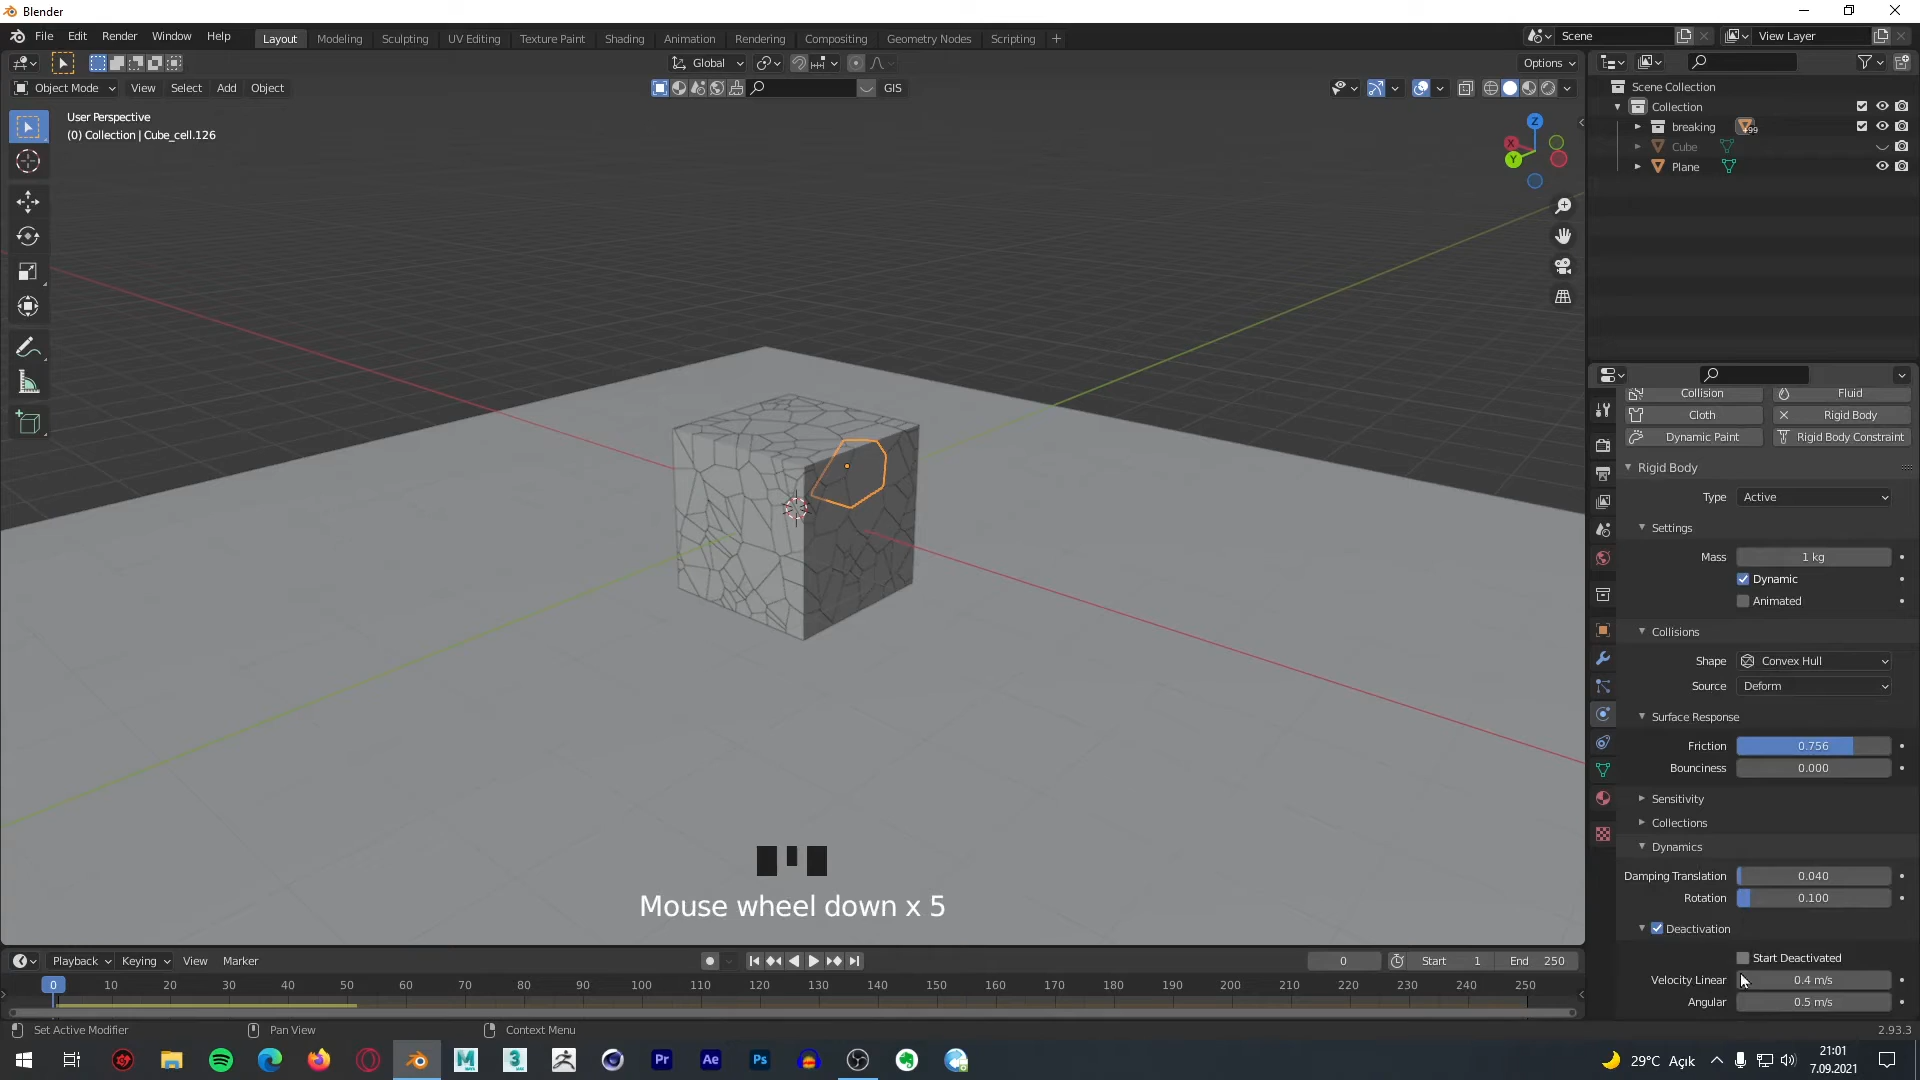 Blender
File Edit Render Window Help
Layout Modeling Sculpting UV Editing Texture Paint Shading Animation Rendering Compositing Geometry Nodes Scripting +
Scene
View Layer
Global
Options
Object Mode View Select Add Object
GIS
User Perspective
(0) Collection | Cube_cell.126
Z
X
Y
Scene Collection
Collection
breaking
+99
Cube
Plane
Collision
Fluid
Cloth
Rigid Body
Dynamic Paint
Rigid Body Constraint
Rigid Body
Type Active
Settings
Mass 1 kg
Dynamic
Animated
Collisions
Shape Convex Hull
Source Deform
Surface Response
Friction 0.756
Bounciness 0.000
Sensitivity
Collections
Dynamics
Damping Translation 0.040
Rotation 0.100
Deactivation
Start Deactivated
Velocity Linear 0.4 m/s
Angular 0.5 m/s
Mouse wheel down x 5
Playback Keying View Marker
0
Start 1
End 250
0 10 20 30 40 50 60 70 80 90 100 110 120 130 140 150 160 170 180 190 200 210 220 230 240 250
Set Active Modifier
Pan View
Context Menu
2.93.3
M
3
Pr
Ae
Ps
29°C Açık
21:01
7.09.2021